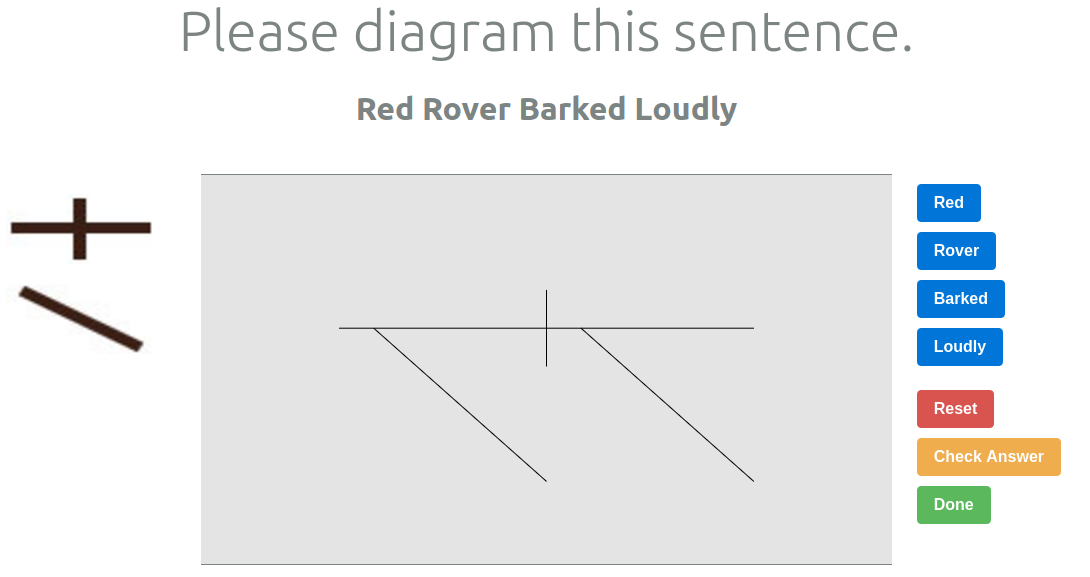 Please diagram this sentence.
Red Rover Barked Loudly
Red
Rover
Barked
Loudly
Reset
Check Answer
Done